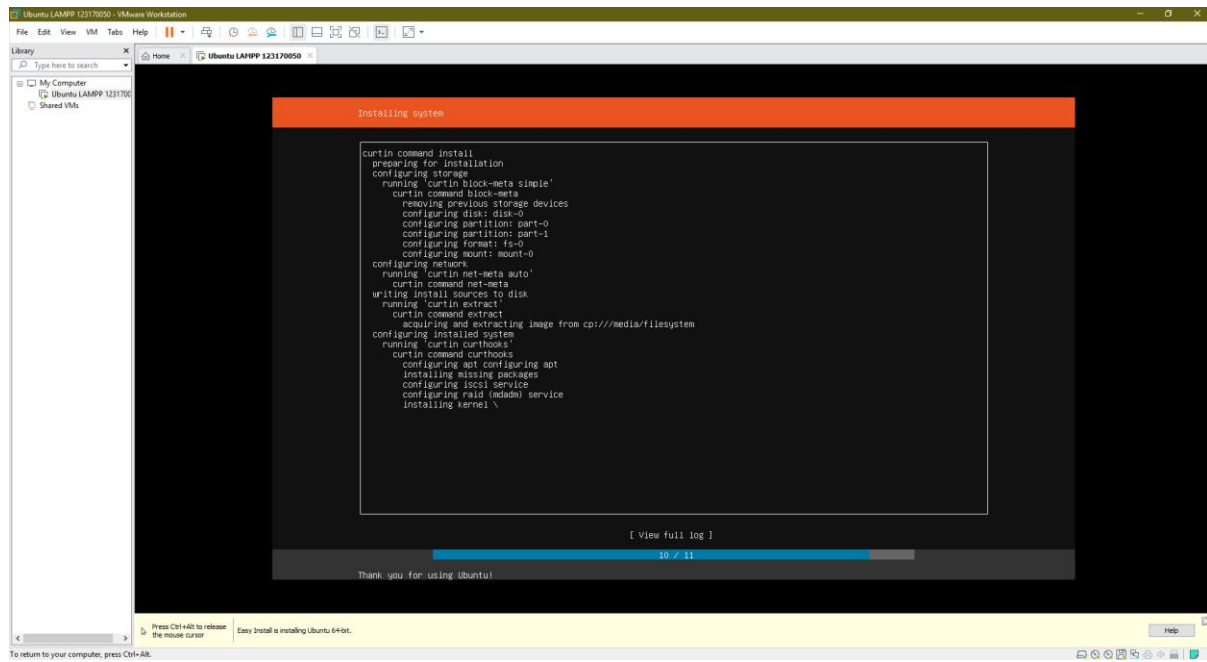 Ubuntu LAMPP 123170050 - VMware Workstation
File Edit View VM Tabs Help
Library
Type here to search
My Computer
Ubuntu LAMPP 1231700
Shared VMs
Home
Ubuntu LAMPP 123170050
Installing system
curtin command install
preparing for installation
configuring storage
running 'curtin block-meta simple'
curtin command block-meta
removing previous storage devices
configuring disk: disk-0
configuring partition: part-0
configuring partition: part-1
configuring format: fs-0
configuring mount: mount-0
configuring network
running 'curtin net-meta auto'
curtin command net-meta
writing install sources to disk
running 'curtin extract'
curtin command extract
acquiring and extracting image from cp:///media/filesystem
configuring installed system
running 'curtin curthooks'
curtin command curthooks
configuring apt configuring apt
installing missing packages
configuring iscsi service
configuring raid (mdadm) service
installing kernel \
[ View full log ]
10 / 11
Thank you for using Ubuntu!
Press Ctrl+Alt to release
the mouse cursor
Easy Install is installing Ubuntu 64-bit.
Help
To return to your computer, press Ctrl+Alt.